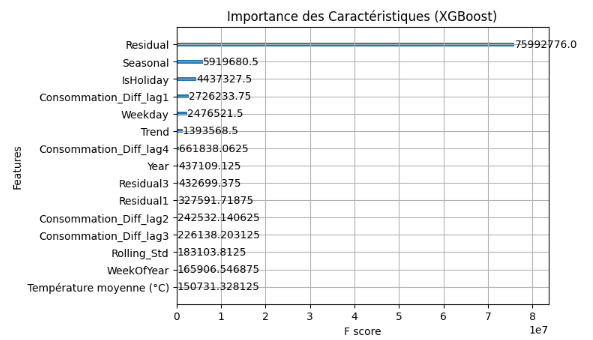 Importance des Caractéristiques (XGBoost)
Residual 75992776.0
Seasonal 5919680.5
IsHoliday 4437327.5
Consommation_Diff_lag1 2726233.75
Weekday 2476521.5
Trend 1393568.5
Consommation_Diff_lag4 661838.0625
Year 437109.125
Residual3 432699.375
Residual1 327591.71875
Consommation_Diff_lag2 242532.140625
Consommation_Diff_lag3 226138.203125
Rolling_Std 183103.8125
WeekOfYear 165906.546875
Température moyenne (°C) 150731.328125
Features
0 1 2 3 4 5 6 7 8
1e7
F score